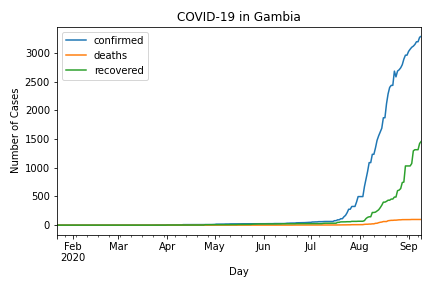 COVID-19 in Gambia
confirmed
deaths
recovered
Number of Cases
3000
2500
2000
1500
1000
500
0
Feb Mar Apr May Jun Jul Aug Sep
2020
Day